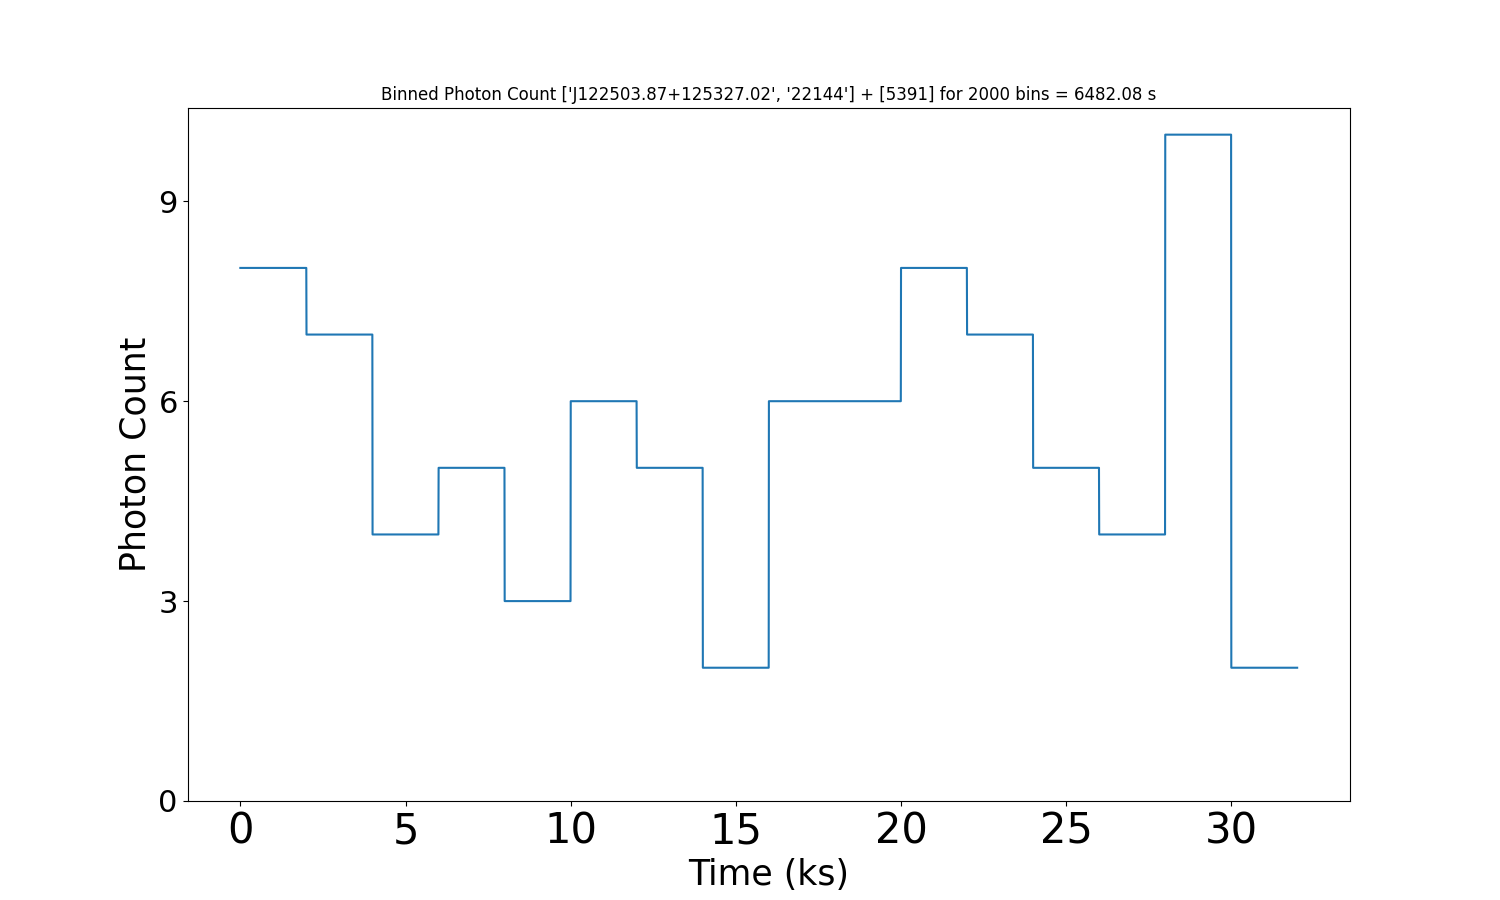 Binned Photon Count ['J122503.87+125327.02', '22144'] + [5391] for 2000 bins = 6482.08 s
9
6
3
0
Photon Count
0 5 10 15 20 25 30
Time (ks)